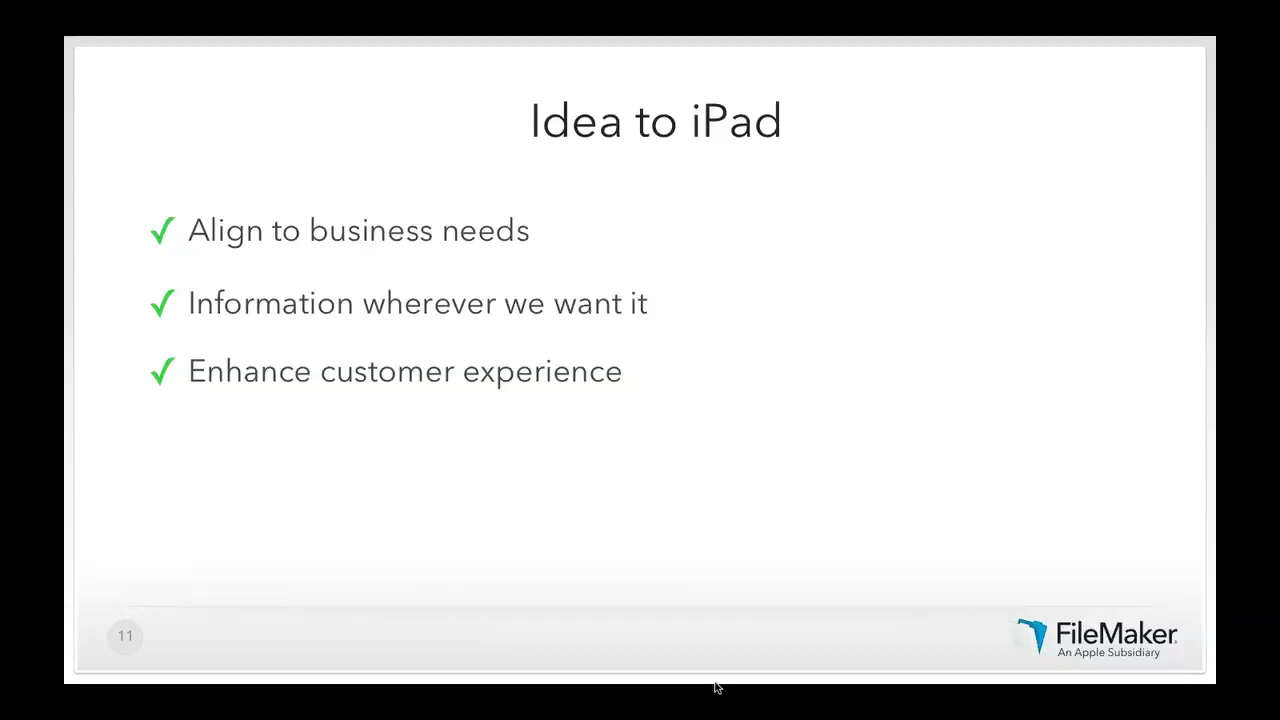 Idea to iPad
✓ Align to business needs
✓ Information wherever we want it
✓ Enhance customer experience
11
FileMaker
An Apple Subsidiary